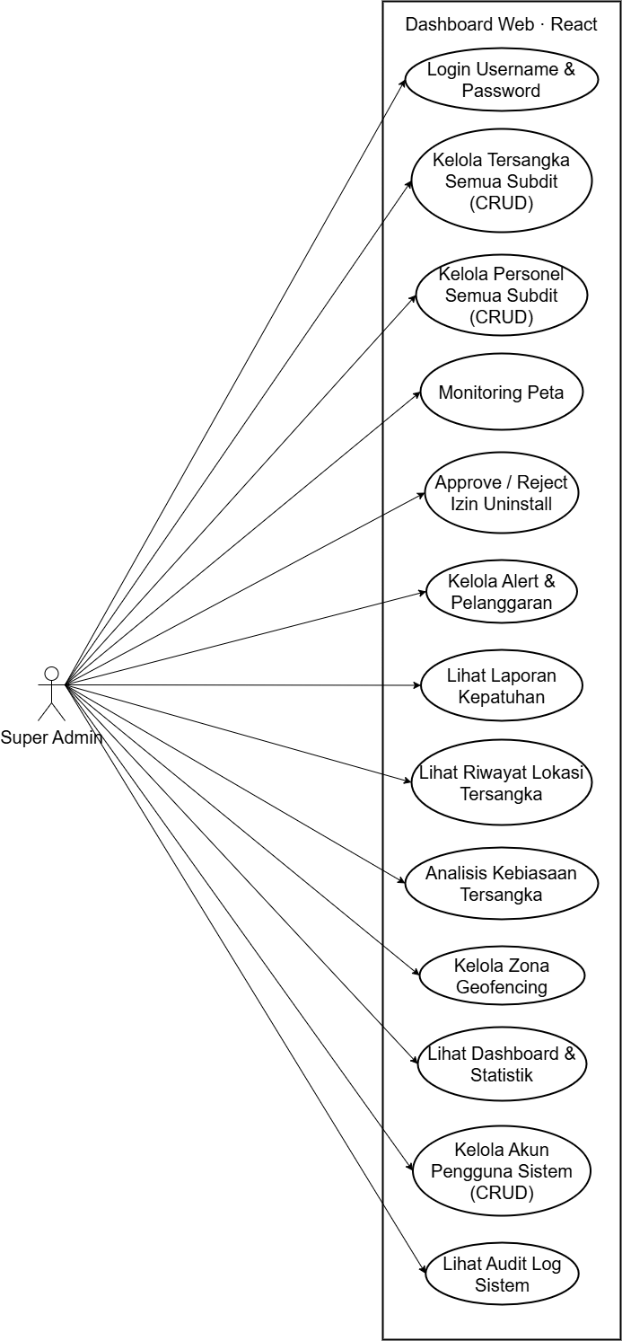 Dashboard Web · React
Login Username &
Password
Kelola Tersangka
Semua Subdit
(CRUD)
Kelola Personel
Semua Subdit
(CRUD)
Monitoring Peta
Approve / Reject
Izin Uninstall
Kelola Alert &
Pelanggaran
Lihat Laporan
Kepatuhan
Super Admin
Lihat Riwayat Lokasi
Tersangka
Analisis Kebiasaan
Tersangka
Kelola Zona
Geofencing
Lihat Dashboard &
Statistik
Kelola Akun
Pengguna Sistem
(CRUD)
Lihat Audit Log
Sistem